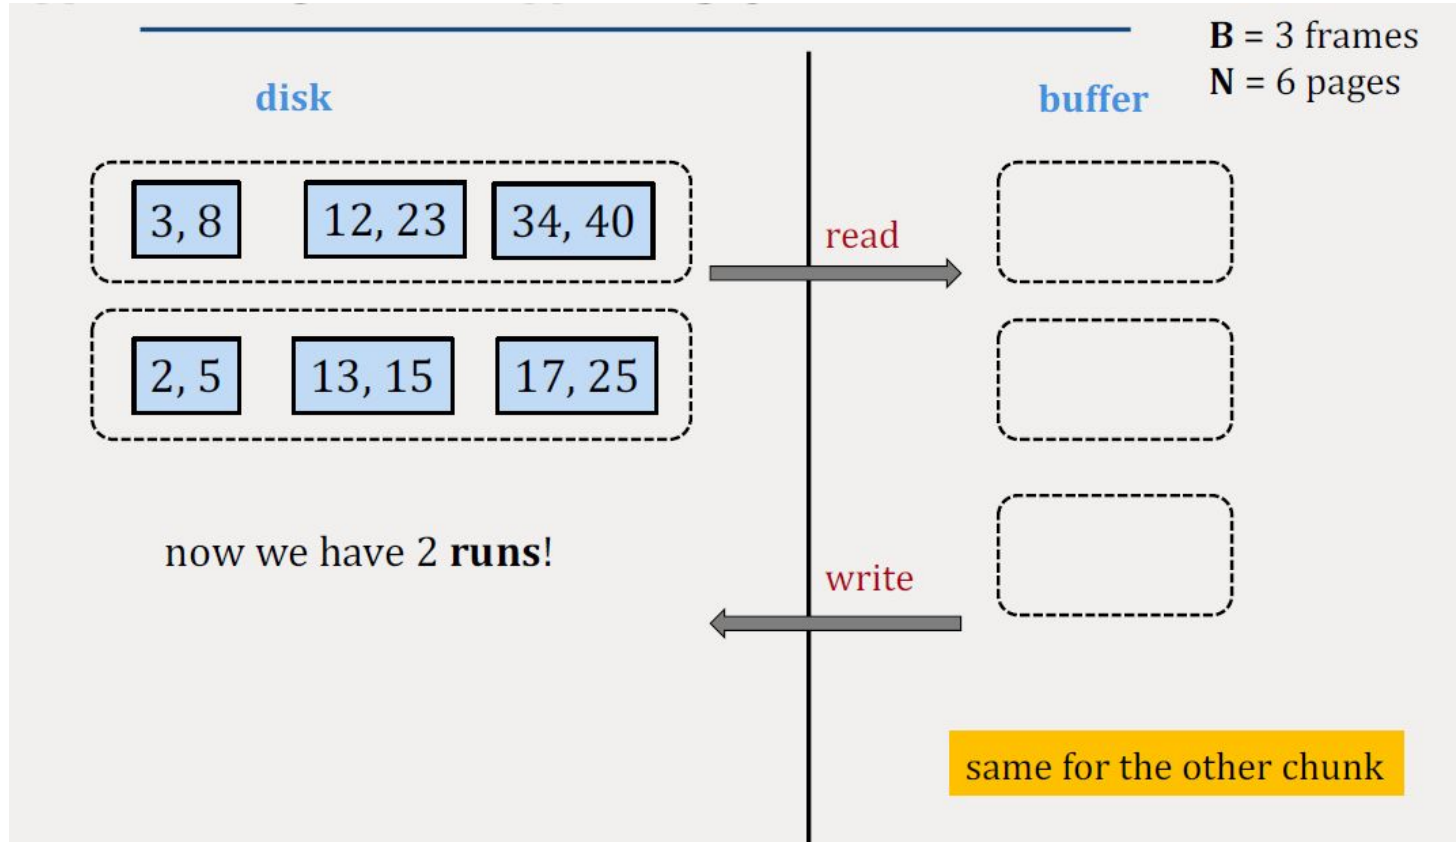 B = 3 frames
N = 6 pages
disk
buffer
3, 8
12, 23
34, 40
read
2, 5
13, 15
17, 25
now we have 2 runs!
write
same for the other chunk